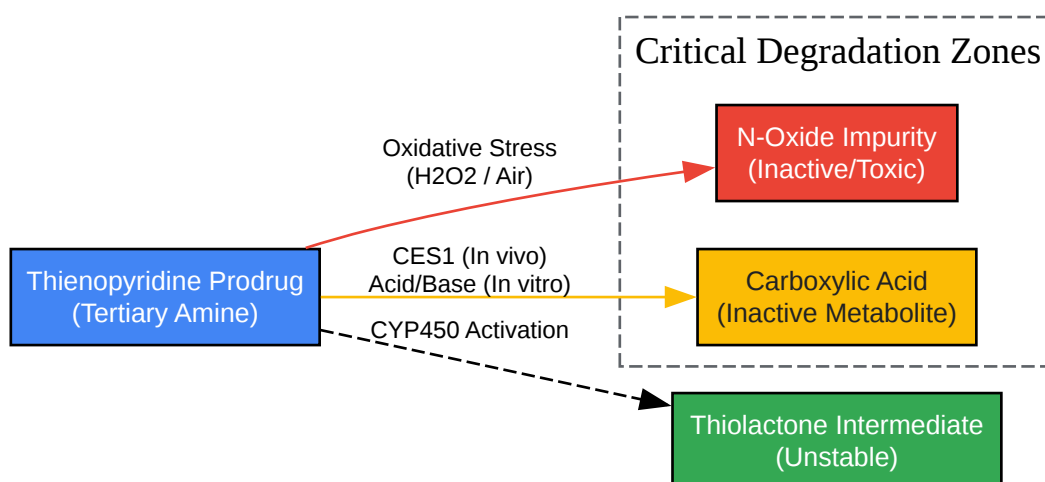 Critical Degradation Zones
N-Oxide Impurity
(Inactive/Toxic)
Oxidative Stress
(H2O2 / Air)
Thienopyridine Prodrug
(Tertiary Amine)
CES1 (In vivo)
Acid/Base (In vitro)
Carboxylic Acid
(Inactive Metabolite)
CYP450 Activation
Thiolactone Intermediate
(Unstable)